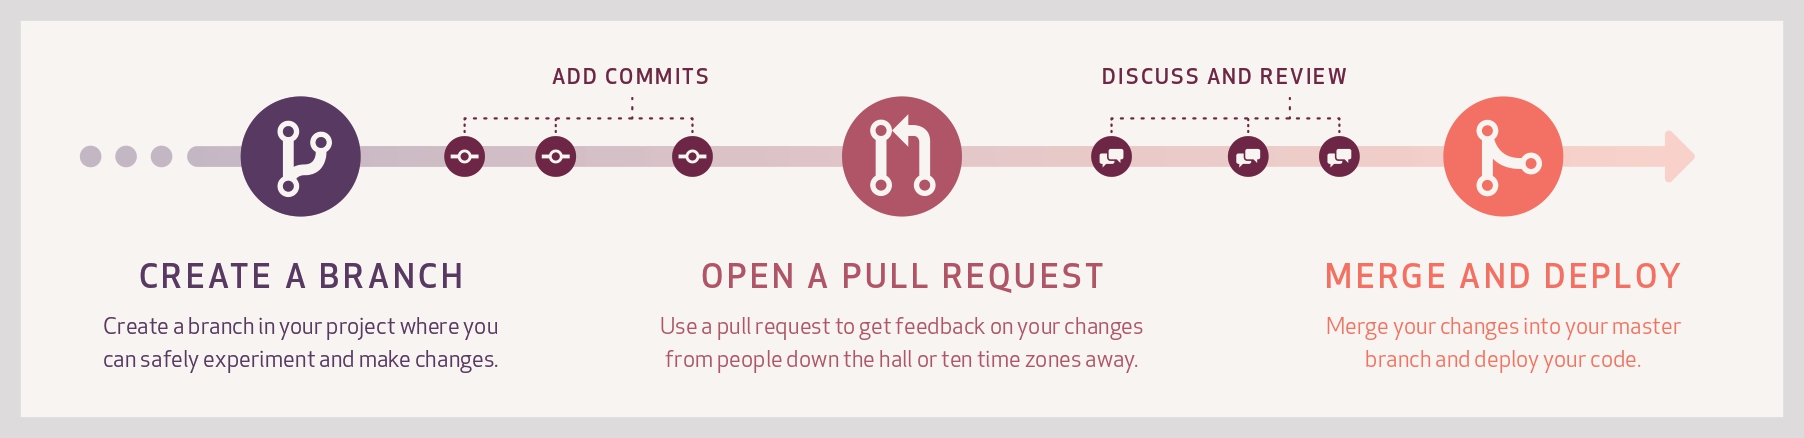 ADD COMMITS
DISCUSS AND REVIEW
CREATE A BRANCH
Create a branch in your project where you
can safely experiment and make changes.
OPEN A PULL REQUEST
Use a pull request to get feedback on your changes
from people down the hall or ten time zones away.
MERGE AND DEPLOY
Merge your changes into your master
branch and deploy your code.